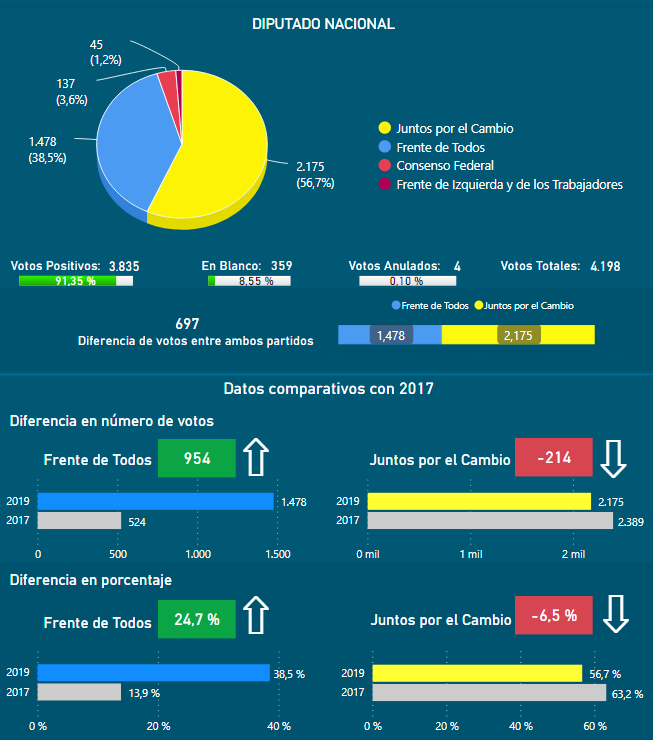 DIPUTADO NACIONAL
45
(1,2%)
137
(3,6%)
1.478
(38,5%)
2.175
(56,7%)
Juntos por el Cambio
Frente de Todos
Consenso Federal
Frente de Izquierda y de los Trabajadores
Votos Positivos: 3.835
91,35 %
En Blanco: 359
8,55 %
Votos Anulados: 4
0,10 %
Votos Totales: 4.198
697
Diferencia de votos entre ambos partidos
Frente de Todos Juntos por el Cambio
1,478 2,175
Datos comparativos con 2017
Diferencia en número de votos
Frente de Todos 954
2019 1.478
2017 524
0 500 1.000 1.500
Juntos por el Cambio -214
2019 2.175
2017 2.389
0 mil 1 mil 2 mil
Diferencia en porcentaje
Frente de Todos 24,7 %
2019 38,5 %
2017 13,9 %
0 % 20 % 40 %
Juntos por el Cambio -6,5 %
2019 56,7 %
2017 63,2 %
0 % 20 % 40 % 60 %